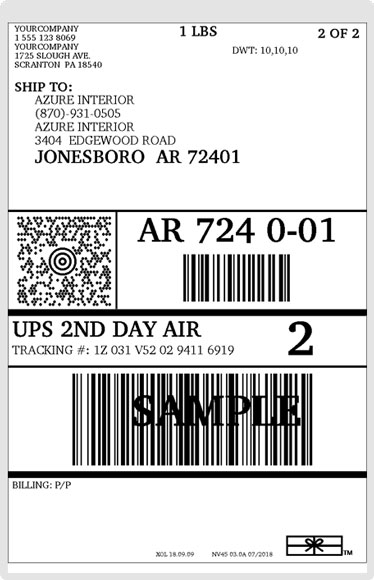 YOURCOMPANY
1 555 123 8069
YOURCOMPANY
1725 SLOUGH AVE.
SCRANTON PA 18540
1 LBS
2 OF 2
DWT: 10,10,10
SHIP TO:
AZURE INTERIOR
(870)-931-0505
AZURE INTERIOR
3404 EDGEWOOD ROAD
JONESBORO AR 72401
AR 724 0-01
UPS 2ND DAY AIR
TRACKING #: 1Z 031 V52 02 9411 6919
2
SAMPLE
BILLING: P/P
XOL 18.09.09
NV45 03.0A 07/2018
TM